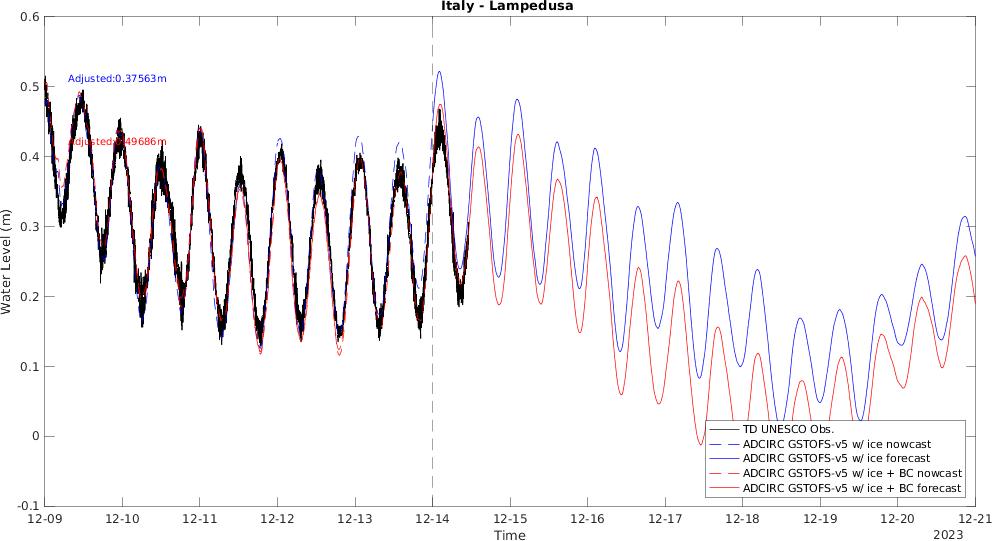 Italy - Lampedusa
0.6
0.5
0.4
0.3
0.2
0.1
0
-0.1
Water Level (m)
Adjusted:0.37563m
Adjusted:0.49686m
TD UNESCO Obs.
ADCIRC GSTOFS-v5 w/ ice nowcast
ADCIRC GSTOFS-v5 w/ ice forecast
ADCIRC GSTOFS-v5 w/ ice + BC nowcast
ADCIRC GSTOFS-v5 w/ ice + BC forecast
12-09 12-10 12-11 12-12 12-13 12-14 12-15 12-16 12-17 12-18 12-19 12-20 12-21
Time
2023